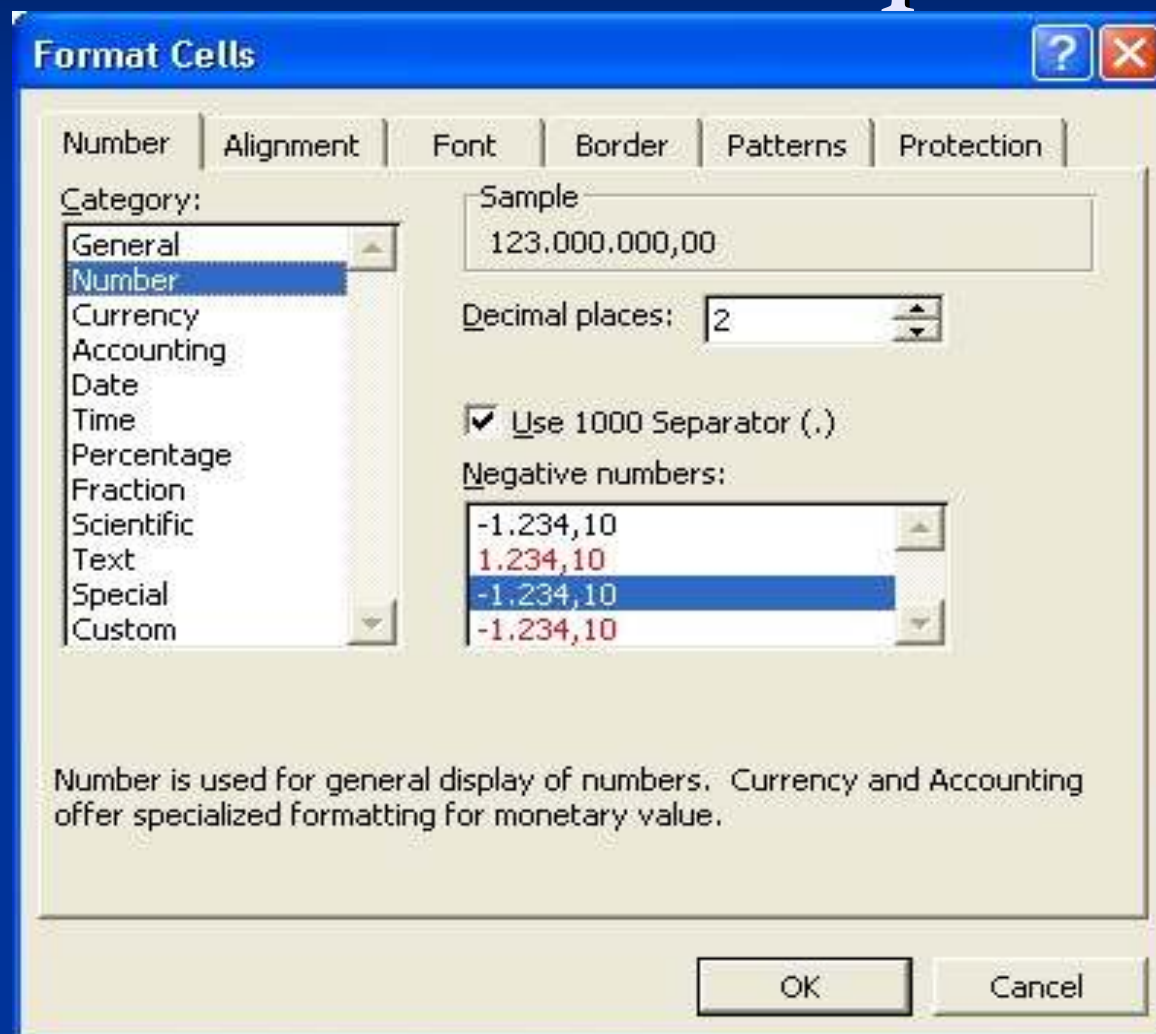 Format Cells
Number Alignment Font Border Patterns Protection
Category:
General
Number
Currency
Accounting
Date
Time
Percentage
Fraction
Scientific
Text
Special
Custom
Sample
123.000.000,00
Decimal places: 2
Use 1000 Separator (.)
Negative numbers:
-1.234,10
1.234,10
-1.234,10
-1.234,10
Number is used for general display of numbers. Currency and Accounting
offer specialized formatting for monetary value.
OK Cancel